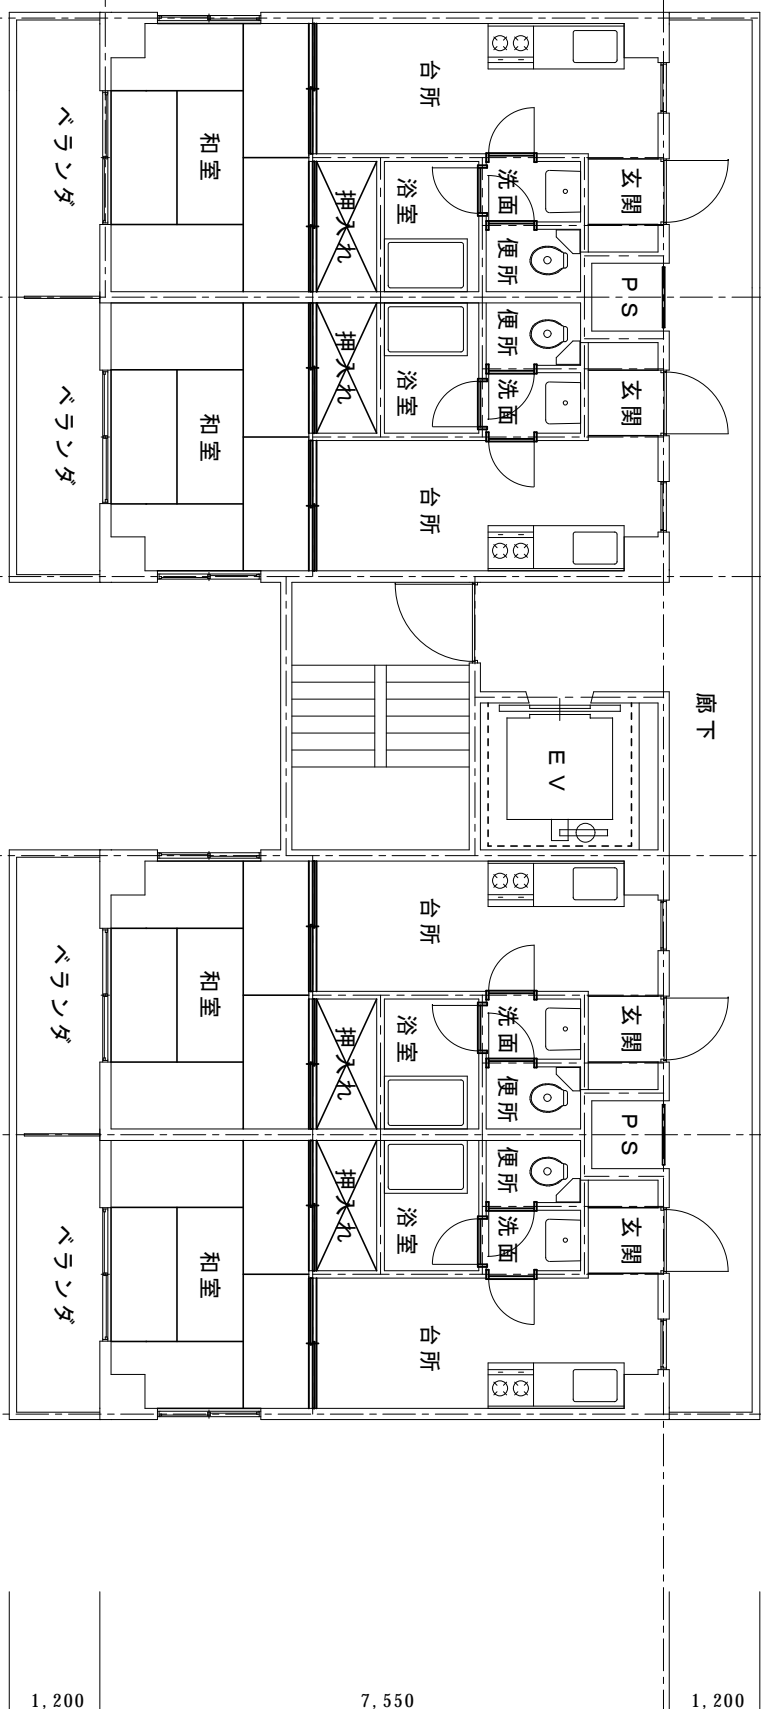 台所
ベランダ
和室
押入れ
浴室
洗面
玄関
便所
PS
押入れ
便所
ベランダ
和室
浴室
洗面
玄関
台所
廊下
EV
台所
ベランダ
和室
押入れ
浴室
洗面
玄関
便所
PS
押入れ
便所
ベランダ
和室
浴室
洗面
玄関
台所
1,200
7,550
1,200